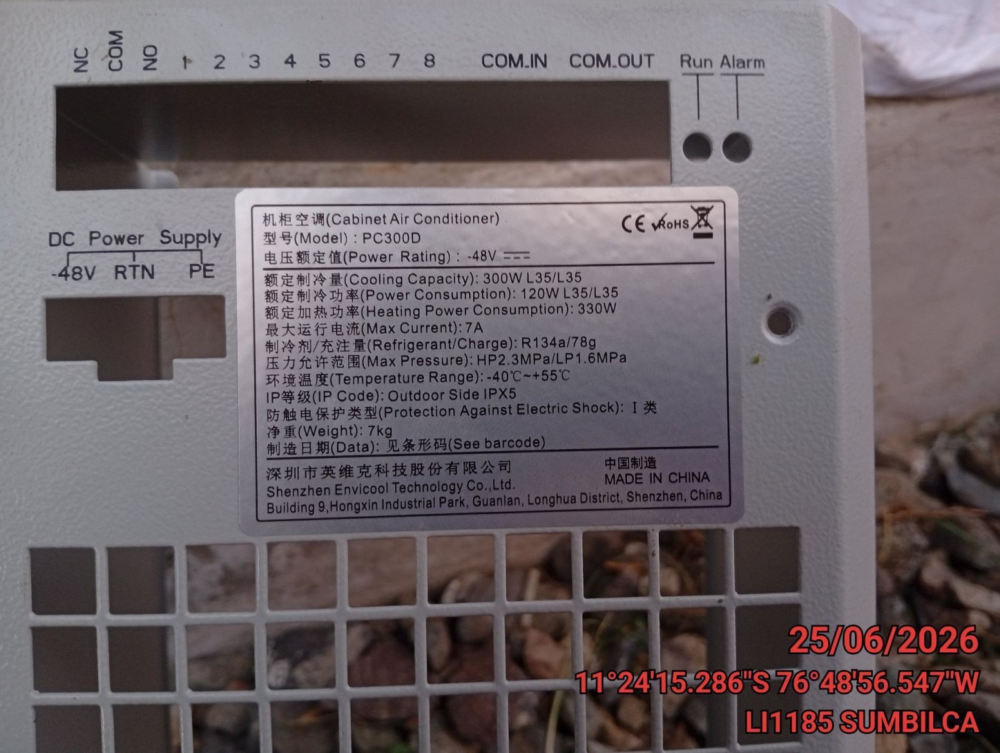 NC COM NO 1 2 3 4 5 6 7 8 COM.IN COM.OUT Run Alarm
DC Power Supply
-48V RTN PE
机柜空调(Cabinet Air Conditioner)
CE RoHS
型号(Model) : PC300D
电压额定值(Power Rating) : -48V
额定制冷量(Cooling Capacity): 300W L35/L35
额定制冷功率(Power Consumption): 120W L35/L35
额定加热功率(Heating Power Consumption): 330W
最大运行电流(Max Current): 7A
制冷剂/充注量(Refrigerant/Charge): R134a/78g
压力允许范围(Max Pressure): HP2.3MPa/LP1.6MPa
环境温度(Temperature Range): -40℃~+55℃
IP等级(IP Code): Outdoor Side IPX5
防触电保护类型(Protection Against Electric Shock): I 类
净重(Weight): 7kg
制造日期(Data): 见条形码(See barcode)
深圳市英维克科技股份有限公司
中国制造
Shenzhen Envicool Technology Co.,Ltd.
MADE IN CHINA
Building 9,Hongxin Industrial Park, Guanlan, Longhua District, Shenzhen, China
25/06/2026
11°24'15.286"S 76°48'56.547"W
LI1185 SUMBILCA